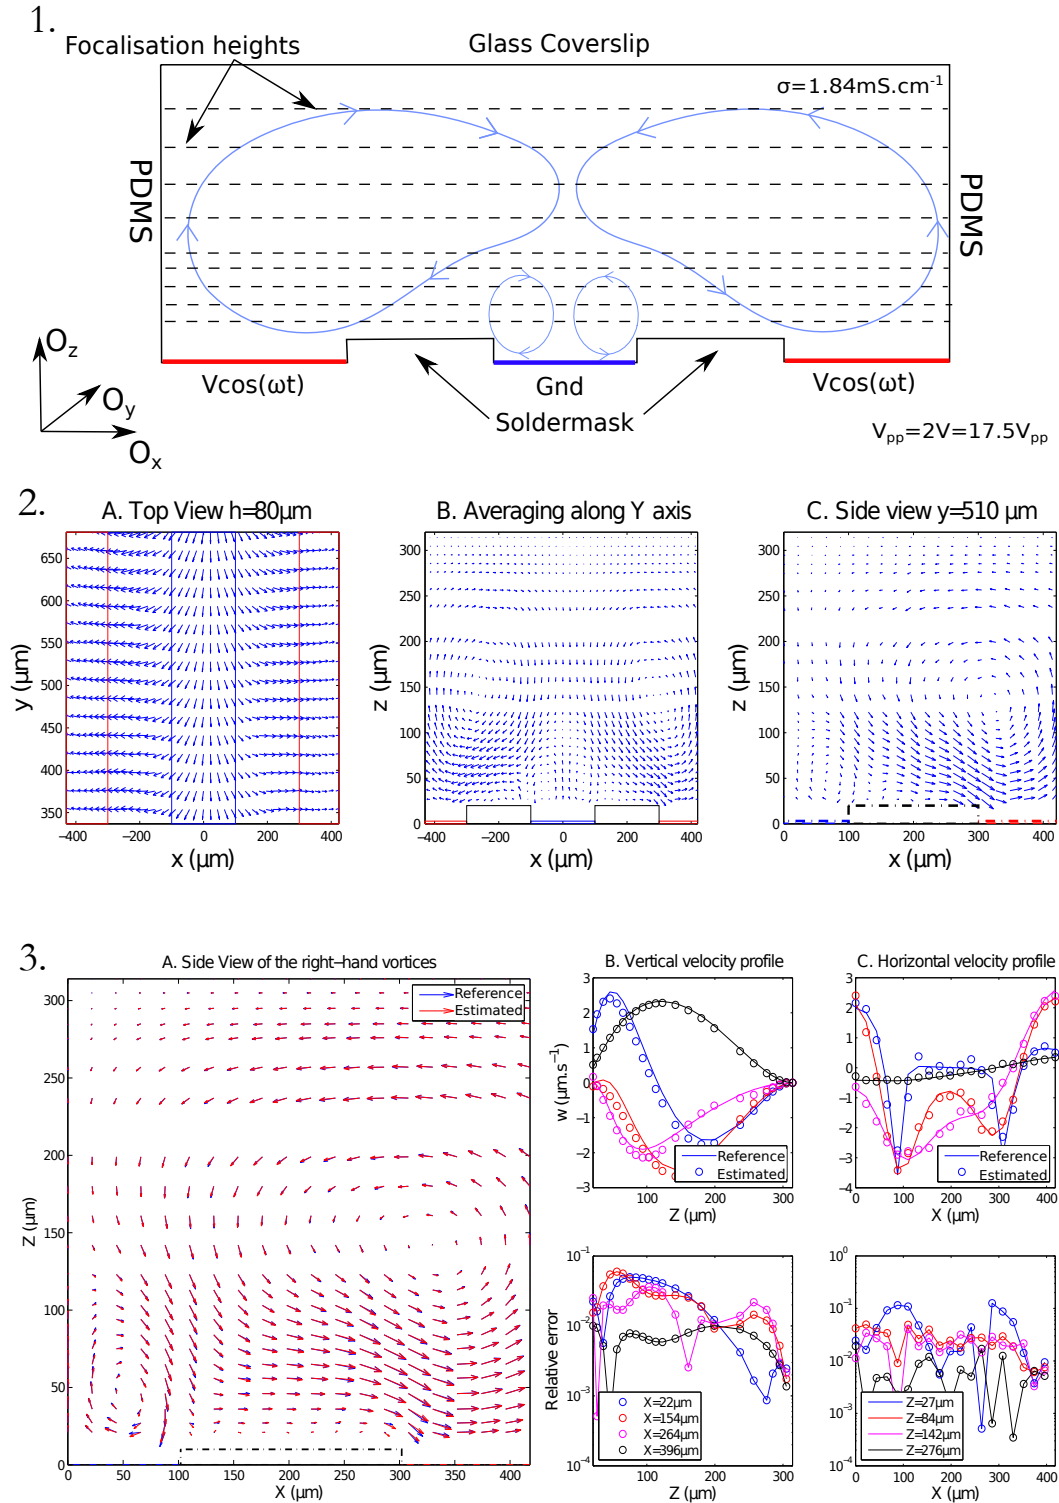 1.
Focalisation heights
Glass Coverslip
σ=1.84mS.cm⁻¹
PDMS
PDMS
O_z
O_y
O_x
Vcos(ωt)
Gnd
Vcos(ωt)
Soldermask
V_pp=2V=17.5V_pp
2.
A. Top View h=80µm
B. Averaging along Y axis
C. Side view y=510 µm
650
600
550
500
450
400
350
y (µm)
−400 −200 0 200 400
x (µm)
300
250
200
150
100
50
0
z (µm)
−400 −200 0 200 400
x (µm)
300
250
200
150
100
50
0
z (µm)
0 100 200 300 400
x (µm)
3.
A. Side View of the right−hand vortices
Reference
Estimated
300
250
200
150
100
50
0
Z (µm)
0 50 100 150 200 250 300 350 400
X (µm)
B. Vertical velocity profile
3
2
1
0
−1
−2
−3
w (µm.s⁻¹)
Reference
Estimated
100 200 300
Z (µm)
C. Horizontal velocity profile
3
2
1
0
−1
−2
−3
−4
Reference
Estimated
0 100 200 300 400
X (µm)
10⁻¹
10⁻²
10⁻³
10⁻⁴
Relative error
X=22µm
X=154µm
X=264µm
X=396µm
100 200 300
Z (µm)
10⁰
10⁻¹
10⁻²
10⁻³
10⁻⁴
Z=27µm
Z=84µm
Z=142µm
Z=276µm
0 100 200 300 400
X (µm)